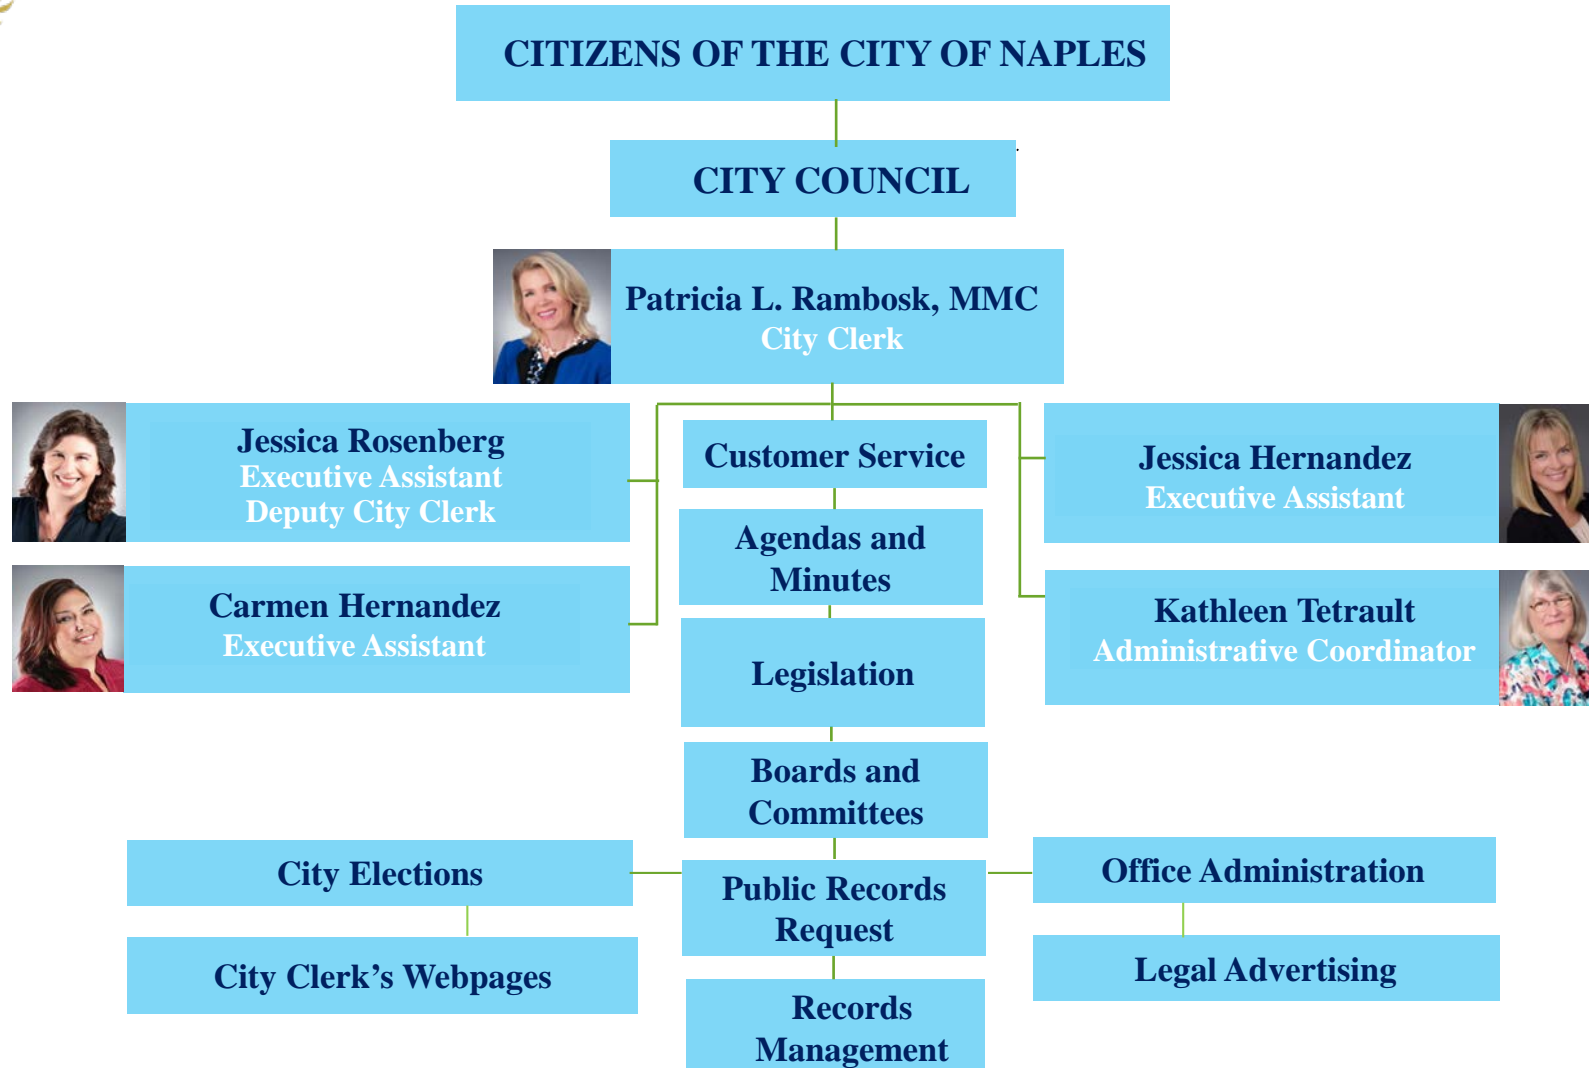 CITIZENS OF THE CITY OF NAPLES
CITY COUNCIL
Patricia L. Rambosk, MMC
City Clerk
Jessica Rosenberg
Executive Assistant
Deputy City Clerk
Carmen Hernandez
Executive Assistant
Customer Service
Agendas and
Minutes
Legislation
Boards and
Committees
Public Records
Request
Records
Management
Jessica Hernandez
Executive Assistant
Kathleen Tetrault
Administrative Coordinator
City Elections
City Clerk’s Webpages
Office Administration
Legal Advertising